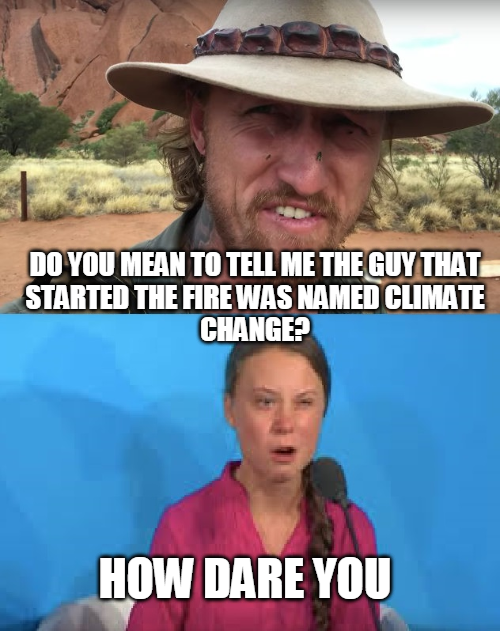 DO YOU MEAN TO TELL ME THE GUY THAT
STARTED THE FIRE WAS NAMED CLIMATE
CHANGE?
HOW DARE YOU